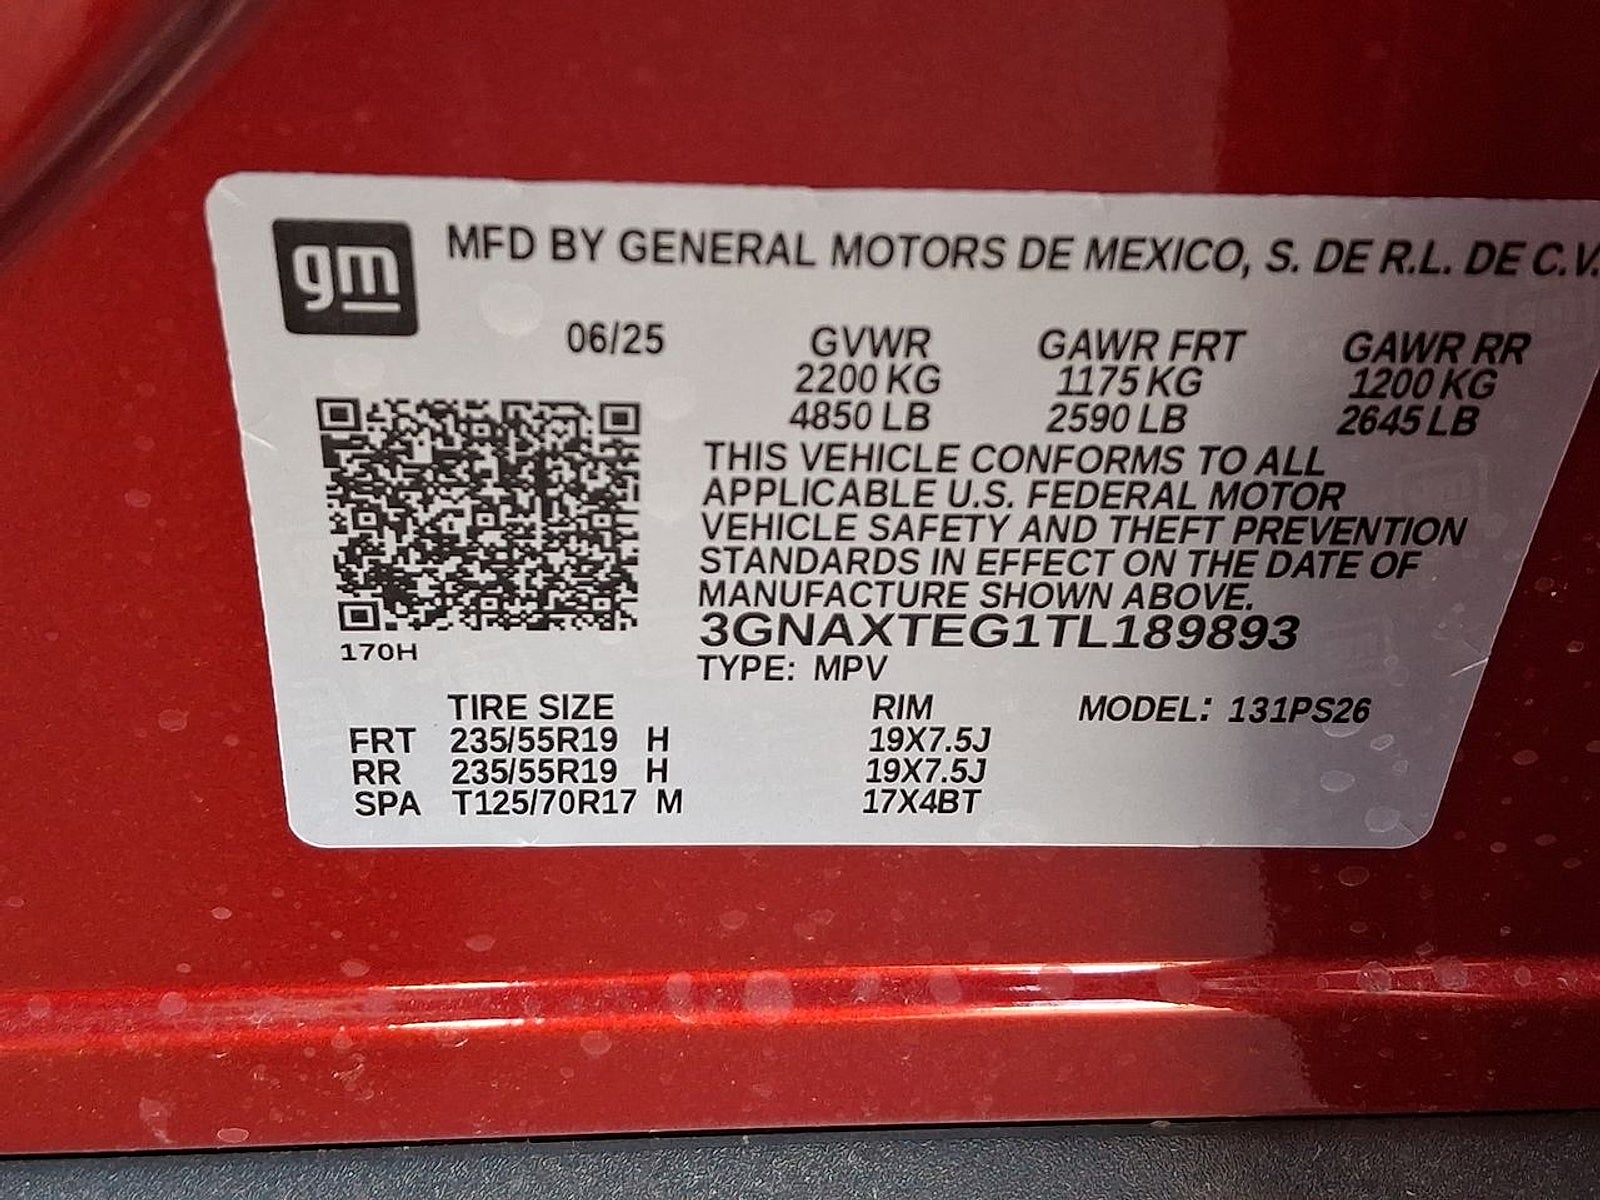 gm
MFD BY GENERAL MOTORS DE MEXICO, S. DE R.L. DE C.V.
06/25 GVWR GAWR FRT GAWR RR
2200 KG 1175 KG 1200 KG
4850 LB 2590 LB 2645 LB
THIS VEHICLE CONFORMS TO ALL
APPLICABLE U.S. FEDERAL MOTOR
VEHICLE SAFETY AND THEFT PREVENTION
STANDARDS IN EFFECT ON THE DATE OF
MANUFACTURE SHOWN ABOVE.
3GNAXTEG1TL189893
170H
TYPE: MPV
TIRE SIZE RIM MODEL: 131PS26
FRT 235/55R19 H 19X7.5J
RR 235/55R19 H 19X7.5J
SPA T125/70R17 M 17X4BT